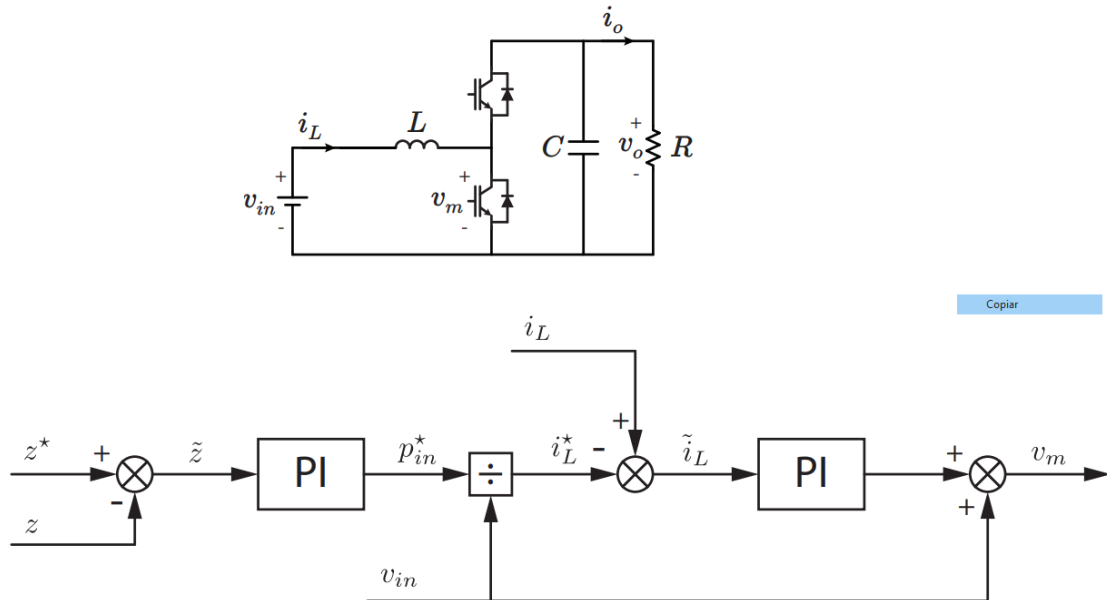 i_o
i_L
L
+
v_in
-
+
v_m
-
C
+
v_o
-
R
Copiar
i_L
z* + z̃ PI p*_in ÷ i*_L - + ĩ_L PI + v_m
-
z
+
v_in